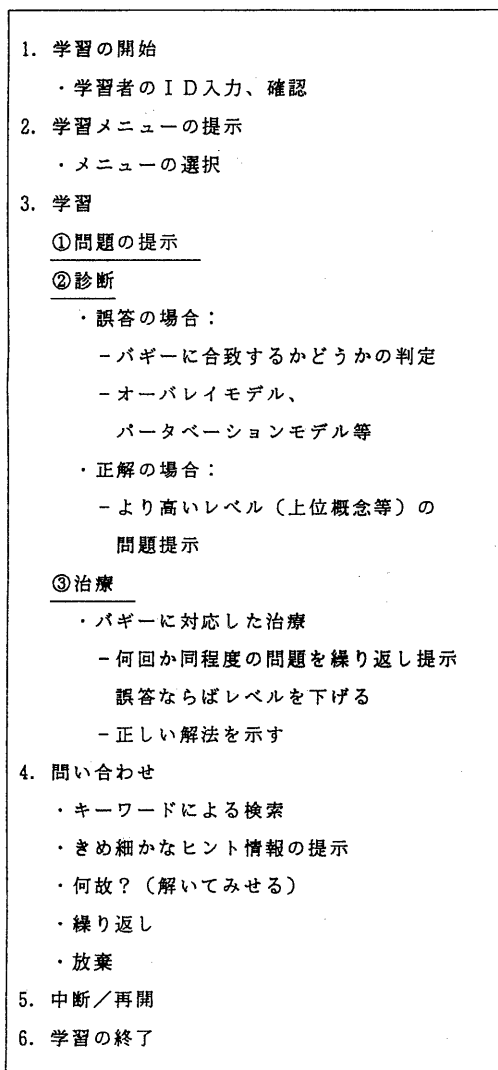 1. 学習の開始
・学習者のＩＤ入力、確認
2. 学習メニューの提示
・メニューの選択
3. 学習
①問題の提示
②診断
・誤答の場合：
－バギーに合致するかどうかの判定
－オーバレイモデル、
パータベーションモデル等
・正解の場合：
－より高いレベル（上位概念等）の
問題提示
③治療
・バギーに対応した治療
－何回か同程度の問題を繰り返し提示
誤答ならばレベルを下げる
－正しい解法を示す
4. 問い合わせ
・キーワードによる検索
・きめ細かなヒント情報の提示
・何故？（解いてみせる）
・繰り返し
・放棄
5. 中断／再開
6. 学習の終了